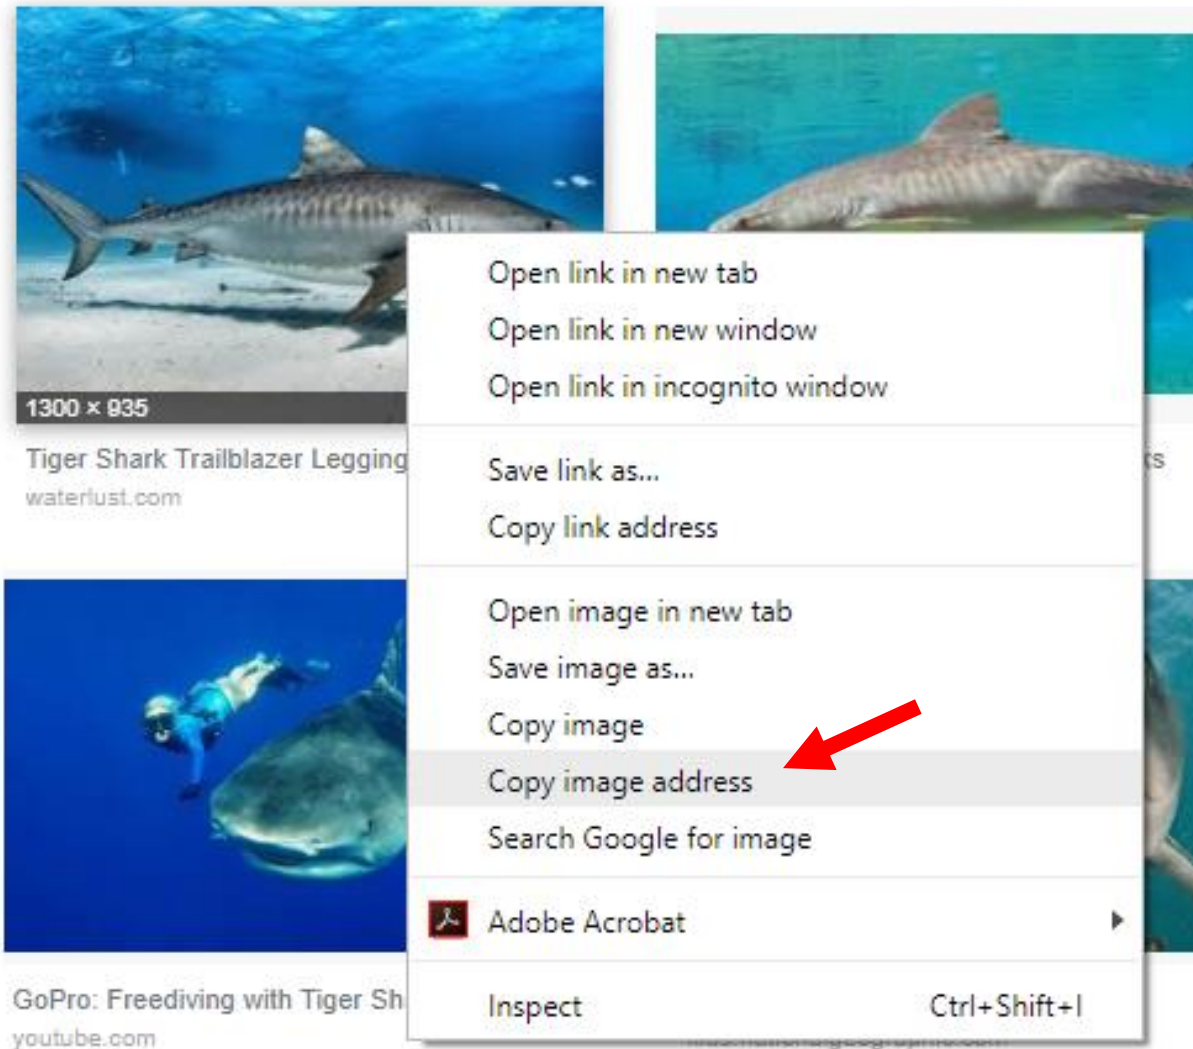 1300 × 935
Tiger Shark Trailblazer Legging
waterlust.com
Open link in new tab
Open link in new window
Open link in incognito window
Save link as...
Copy link address
Open image in new tab
Save image as...
Copy image
Copy image address
Search Google for image
Adobe Acrobat
Inspect Ctrl+Shift+I
GoPro: Freediving with Tiger Sh
youtube.com